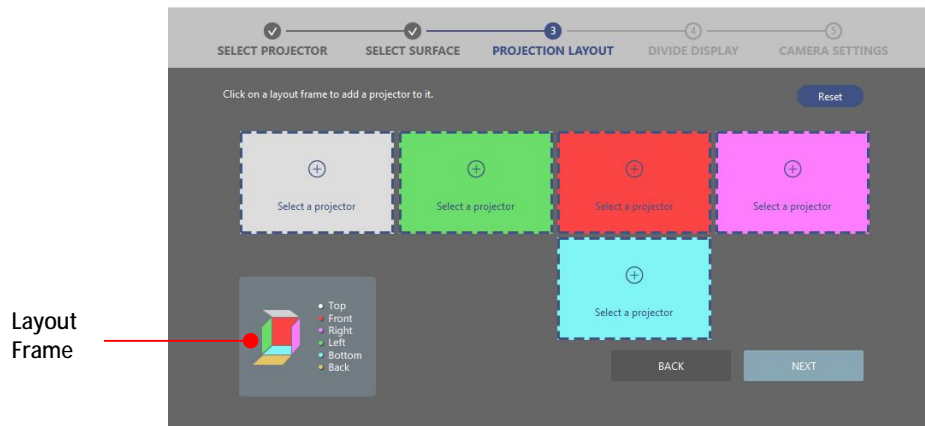 3
4
5
SELECT PROJECTOR
SELECT SURFACE
PROJECTION LAYOUT
DIVIDE DISPLAY
CAMERA SETTINGS
Click on a layout frame to add a projector to it.
Reset
Select a projector
Select a projector
Select a projector
Select a projector
Select a projector
Top
Front
Right
Left
Bottom
Back
Layout
Frame
BACK
NEXT